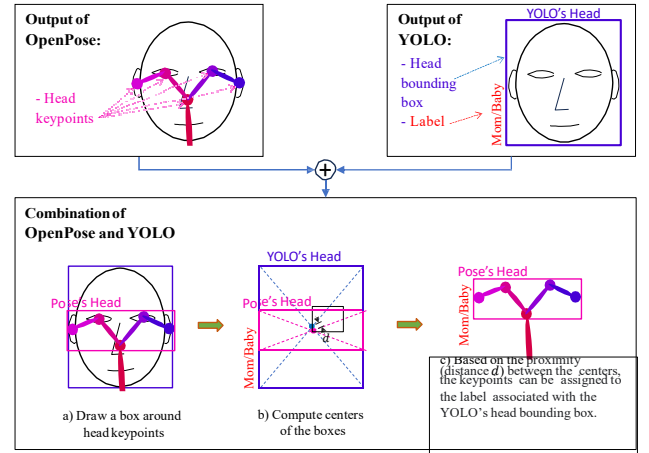 Output of
OpenPose:
- Head
keypoints
Output of
YOLO:
- Head
bounding
box
- Label
YOLO's Head
Mom/Baby
Combination of
OpenPose and YOLO
Pose's Head
a) Draw a box around
head keypoints
YOLO's Head
Pose's Head
Mom/Baby
d
b) Compute centers
of the boxes
Pose's Head
Mom/Baby
c) Based on the proximity
(distance d) between the centers,
the keypoints can be assigned to
the label associated with the
YOLO's head bounding box.